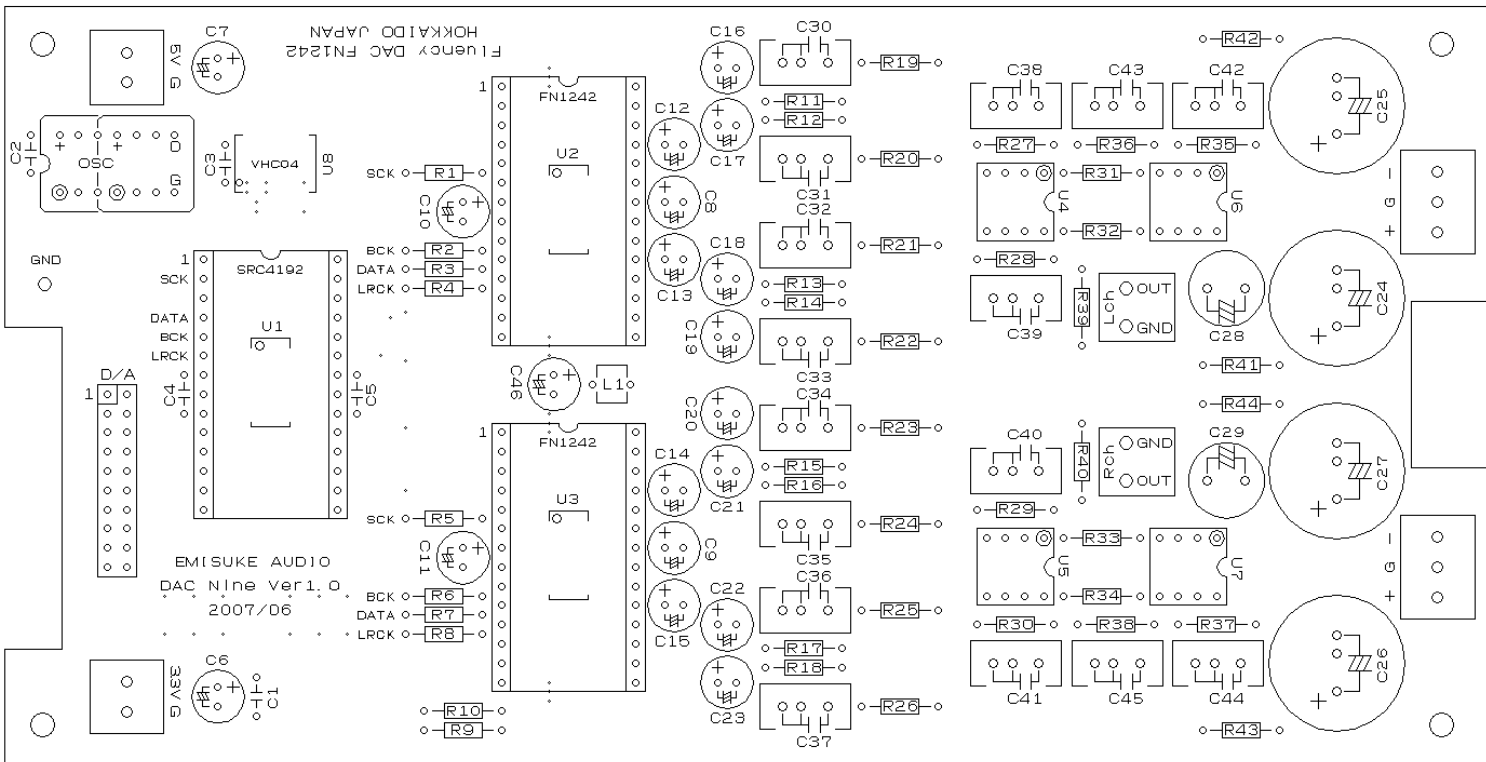 C7
5V G
Fluency DAC FN1242
HOKKAIDO JAPAN
C16
C30
R19
R42
C38
C43
C42
C25
1
FN1242
U2
C12
R11
R12
C17
C2
OSC
O
G
C3
VHC04
U8
SCK
R1
C10
BCK
R2
DATA
R3
LRCK
R4
C8
C13
C18
C31
R20
C32
R21
R13
R14
R27
R36
R35
U4
R31
U6
R32
R28
-
G
+
GND
1
SCK
SRC4192
DATA
U1
BCK
LRCK
C4
C5
C19
C33
R22
C39
R39
Lch
OUT
GND
C28
C24
R41
D/A
1
C46
L1
C20
C34
R23
R44
1
FN1242
U3
C14
R15
R16
C21
C40
R40
Rch
GND
OUT
C29
C27
R29
SCK
R5
C11
C9
C35
R24
U5
R33
U7
R34
-
G
+
EMISUKE AUDIO
DAC Nine Ver1.0
2007/06
BCK
R6
DATA
R7
LRCK
R8
C15
C22
C36
R25
R17
R18
R30
R38
R37
C26
3.3V G
C6
C1
C23
C37
R26
C41
C45
C44
R43
R10
R9